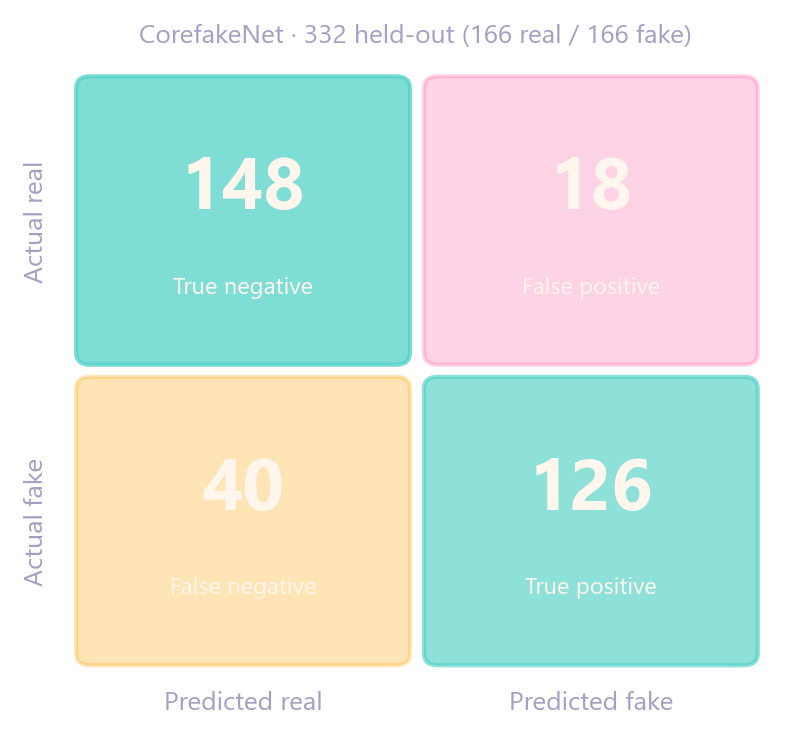 CorefakeNet · 332 held-out (166 real / 166 fake)
Actual real
148
True negative
18
False positive
Actual fake
40
False negative
126
True positive
Predicted real
Predicted fake